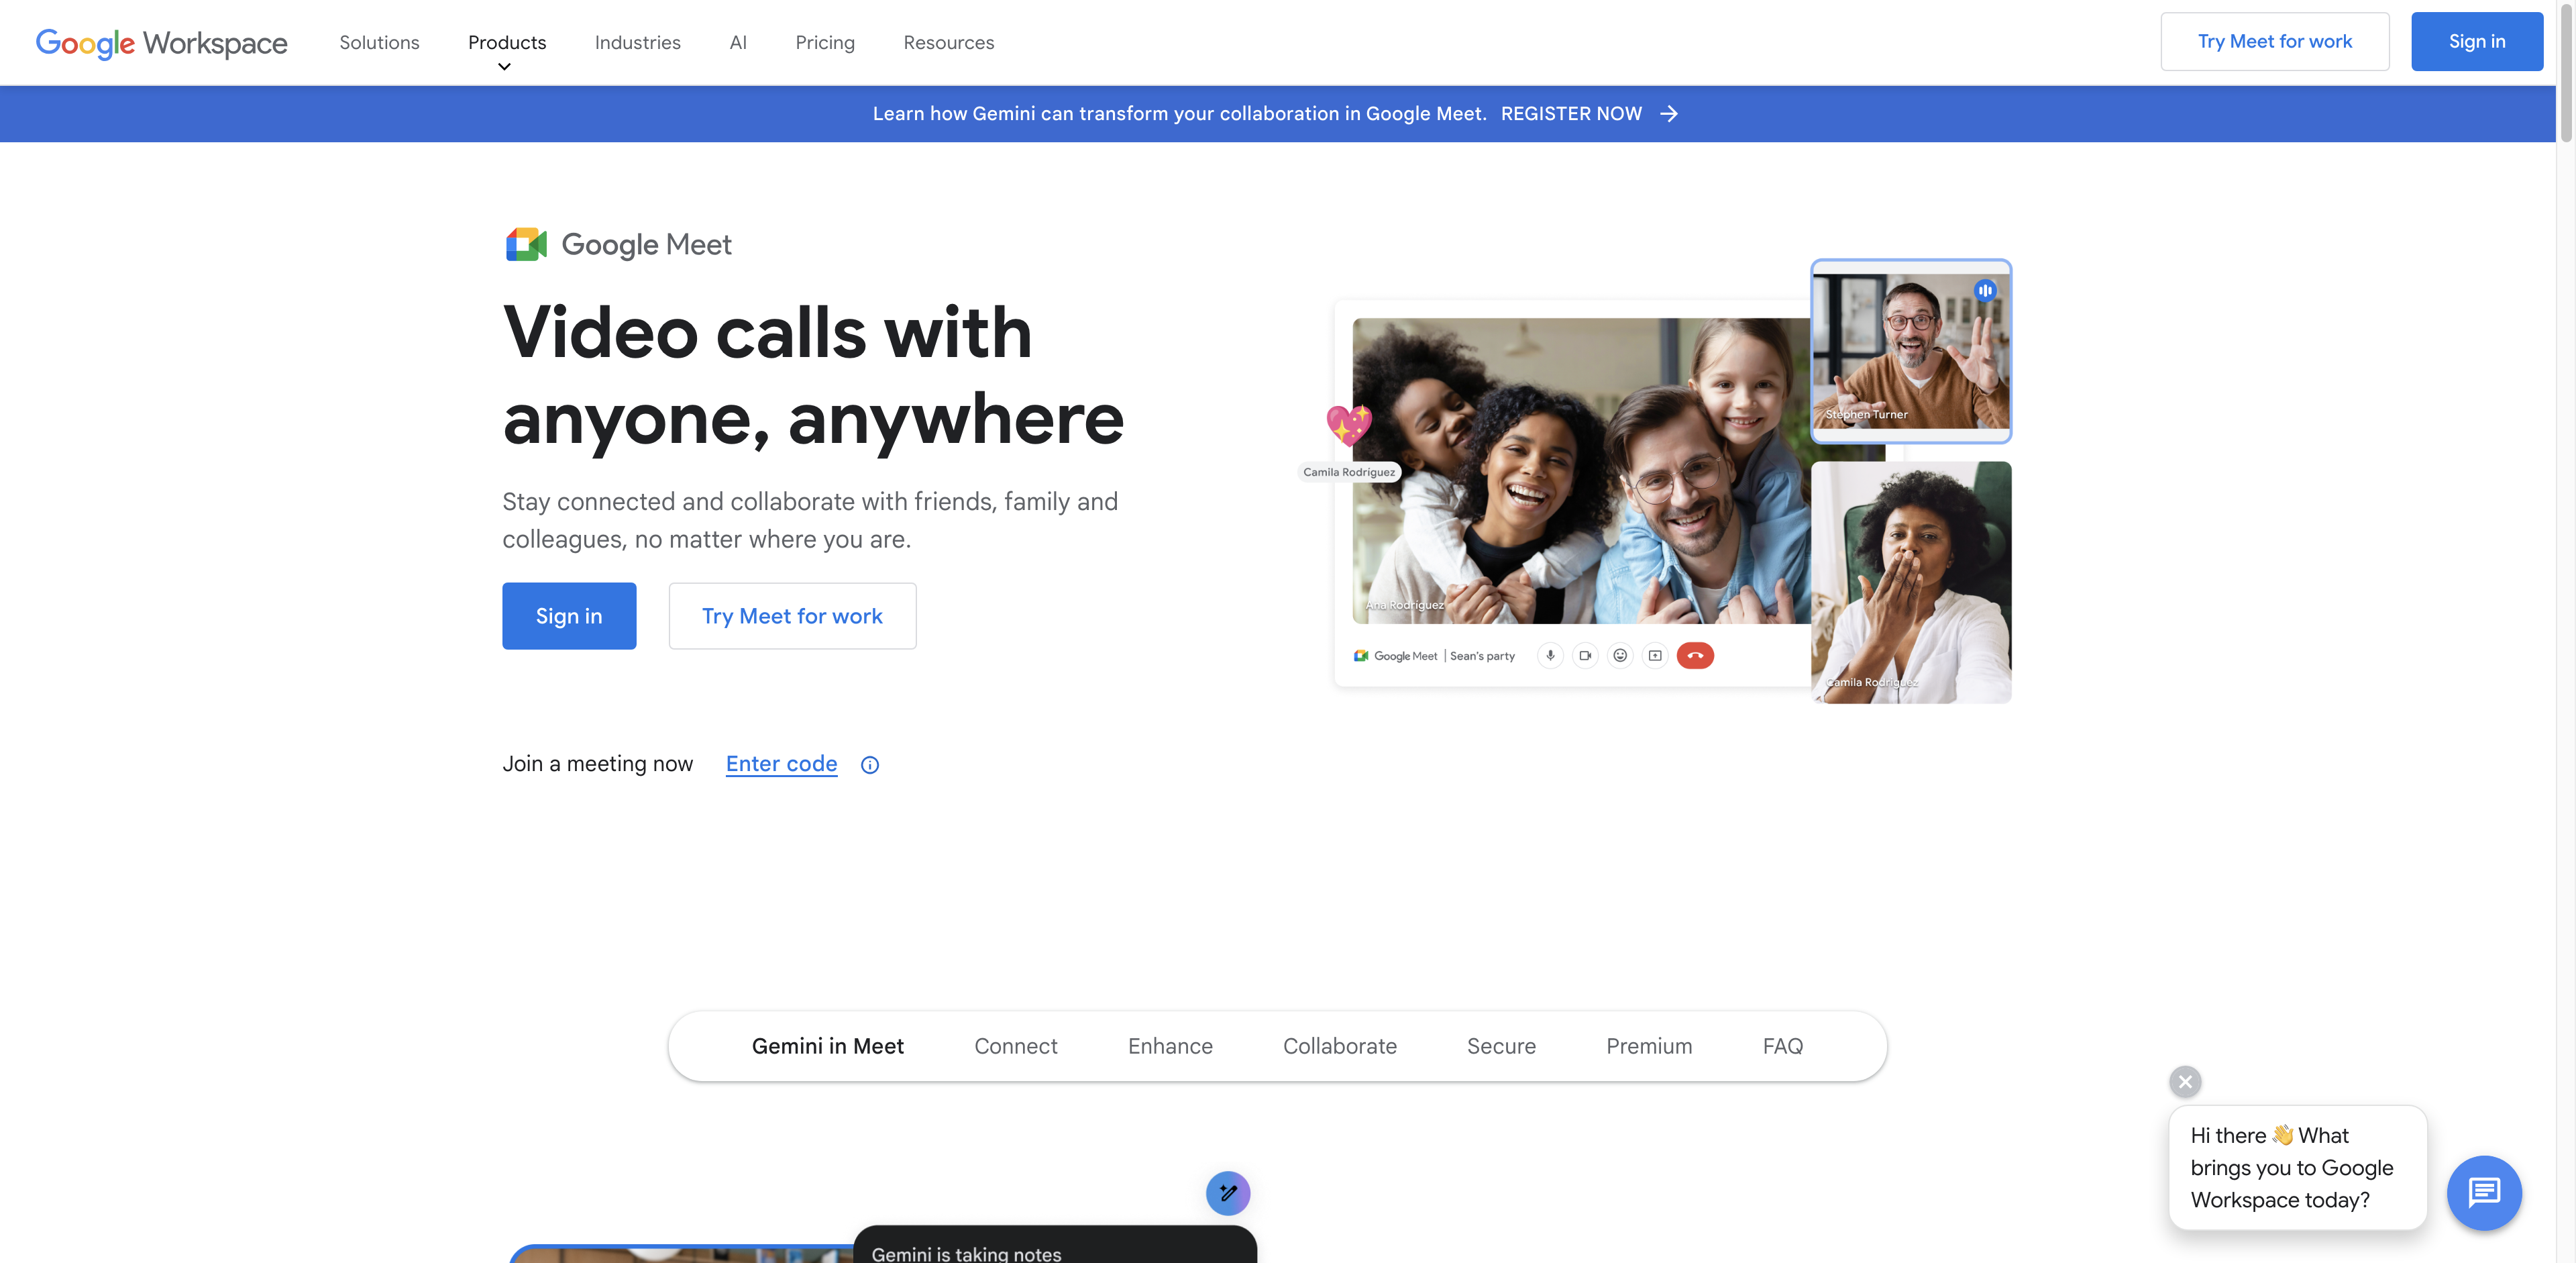 Google Workspace
Solutions
Products
Industries
AI
Pricing
Resources
Try Meet for work
Sign in
Learn how Gemini can transform your collaboration in Google Meet. REGISTER NOW
Google Meet
Video calls with
anyone, anywhere
Stay connected and collaborate with friends, family and
colleagues, no matter where you are.
Sign in
Try Meet for work
Join a meeting now
Enter code
Stephen Turner
Camila Rodríguez
Ana Rodríguez
Google Meet | Sean's party
Camila Rodríguez
Gemini in Meet
Connect
Enhance
Collaborate
Secure
Premium
FAQ
Hi there 👋 What
brings you to Google
Workspace today?
Gemini is taking notes